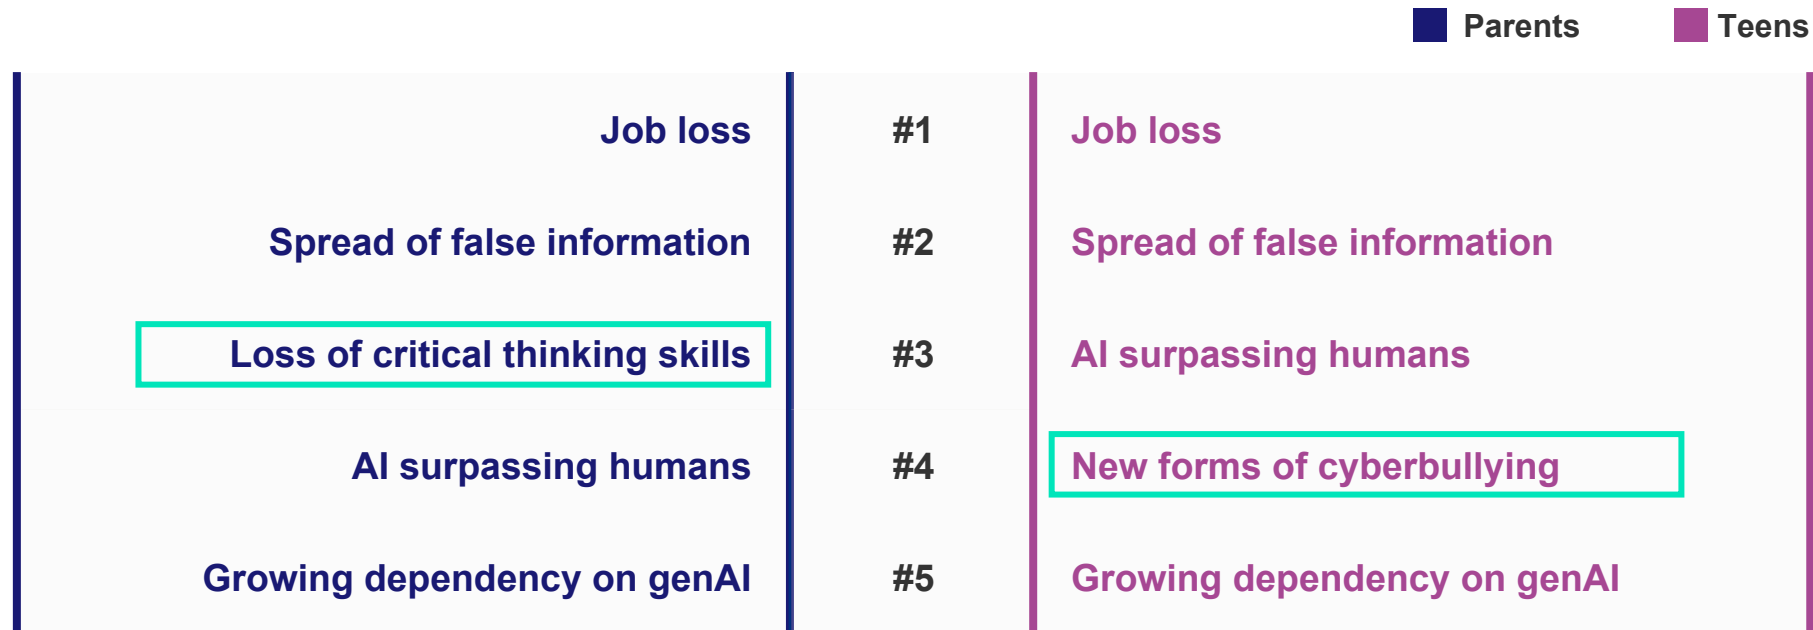 Parents Teens
Job loss #1 Job loss
Spread of false information #2 Spread of false information
Loss of critical thinking skills #3 AI surpassing humans
AI surpassing humans #4 New forms of cyberbullying
Growing dependency on genAI #5 Growing dependency on genAI